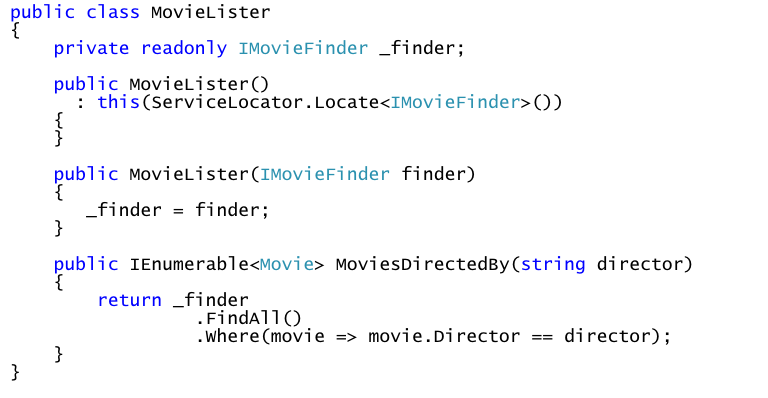 public class MovieLister
{
    private readonly IMovieFinder _finder;

    public MovieLister()
      : this(ServiceLocator.Locate<IMovieFinder>())
    {
    }

    public MovieLister(IMovieFinder finder)
    {
       _finder = finder;
    }

    public IEnumerable<Movie> MoviesDirectedBy(string director)
    {
        return _finder
                 .FindAll()
                 .Where(movie => movie.Director == director);
    }
}